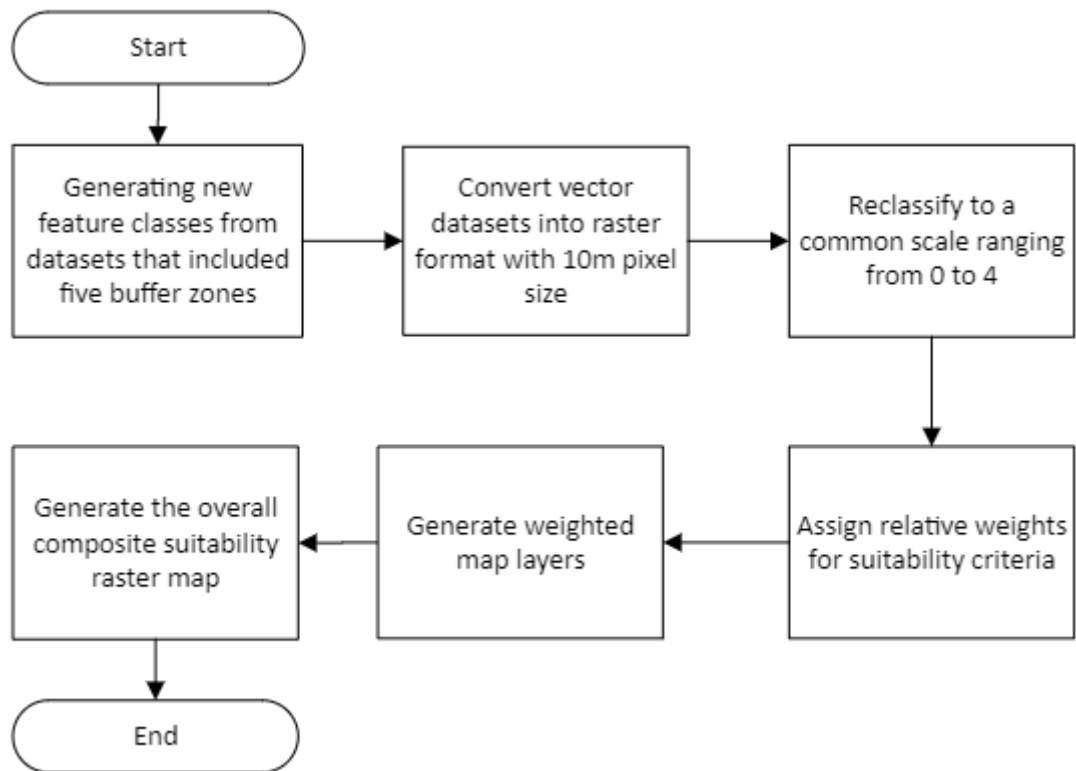 Start
Generating new
feature classes from
datasets that included
five buffer zones
Convert vector
datasets into raster
format with 10m pixel
size
Reclassify to a
common scale ranging
from 0 to 4
Assign relative weights
for suitability criteria
Generate weighted
map layers
Generate the overall
composite suitability
raster map
End